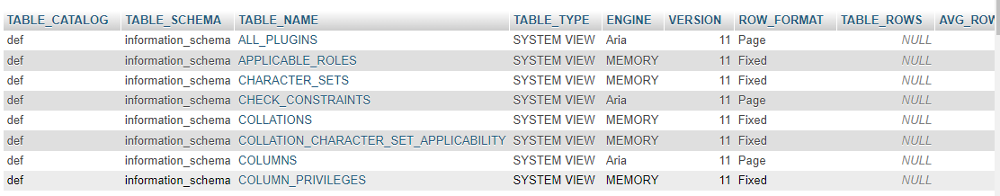 TABLE_CATALOG TABLE_SCHEMA TABLE_NAME TABLE_TYPE ENGINE VERSION ROW_FORMAT TABLE_ROWS AVG_ROW
def information_schema ALL_PLUGINS SYSTEM VIEW Aria 11 Page NULL
def information_schema APPLICABLE_ROLES SYSTEM VIEW MEMORY 11 Fixed NULL
def information_schema CHARACTER_SETS SYSTEM VIEW MEMORY 11 Fixed NULL
def information_schema CHECK_CONSTRAINTS SYSTEM VIEW Aria 11 Page NULL
def information_schema COLLATIONS SYSTEM VIEW MEMORY 11 Fixed NULL
def information_schema COLLATION_CHARACTER_SET_APPLICABILITY SYSTEM VIEW MEMORY 11 Fixed NULL
def information_schema COLUMNS SYSTEM VIEW Aria 11 Page NULL
def information_schema COLUMN_PRIVILEGES SYSTEM VIEW MEMORY 11 Fixed NULL